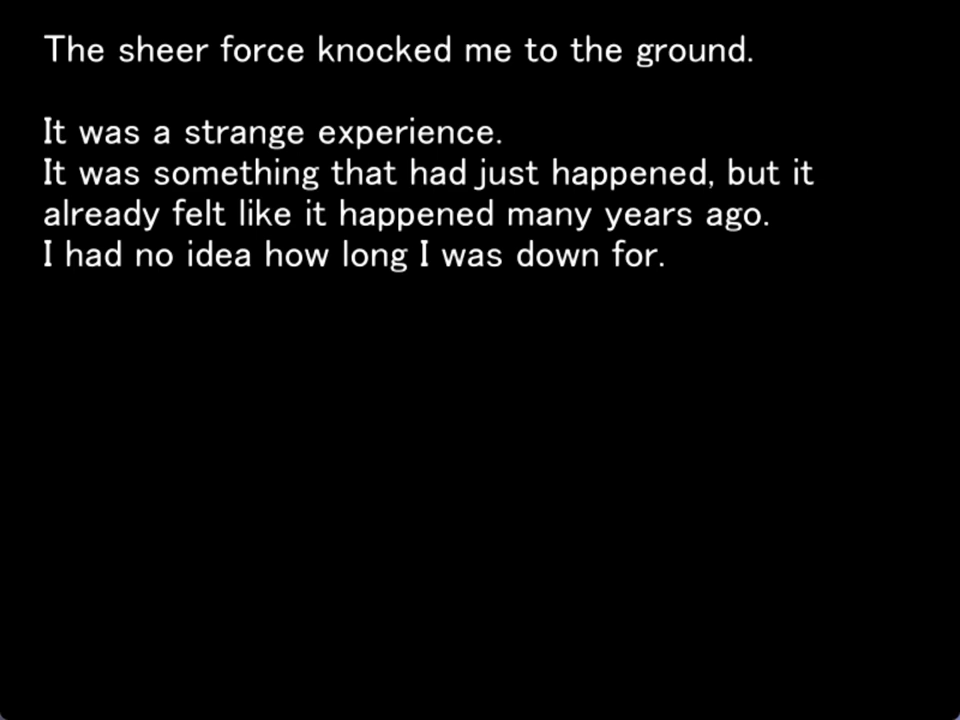 The sheer force knocked me to the ground.
It was a strange experience.
It was something that had just happened, but it
already felt like it happened many years ago.
I had no idea how long I was down for.